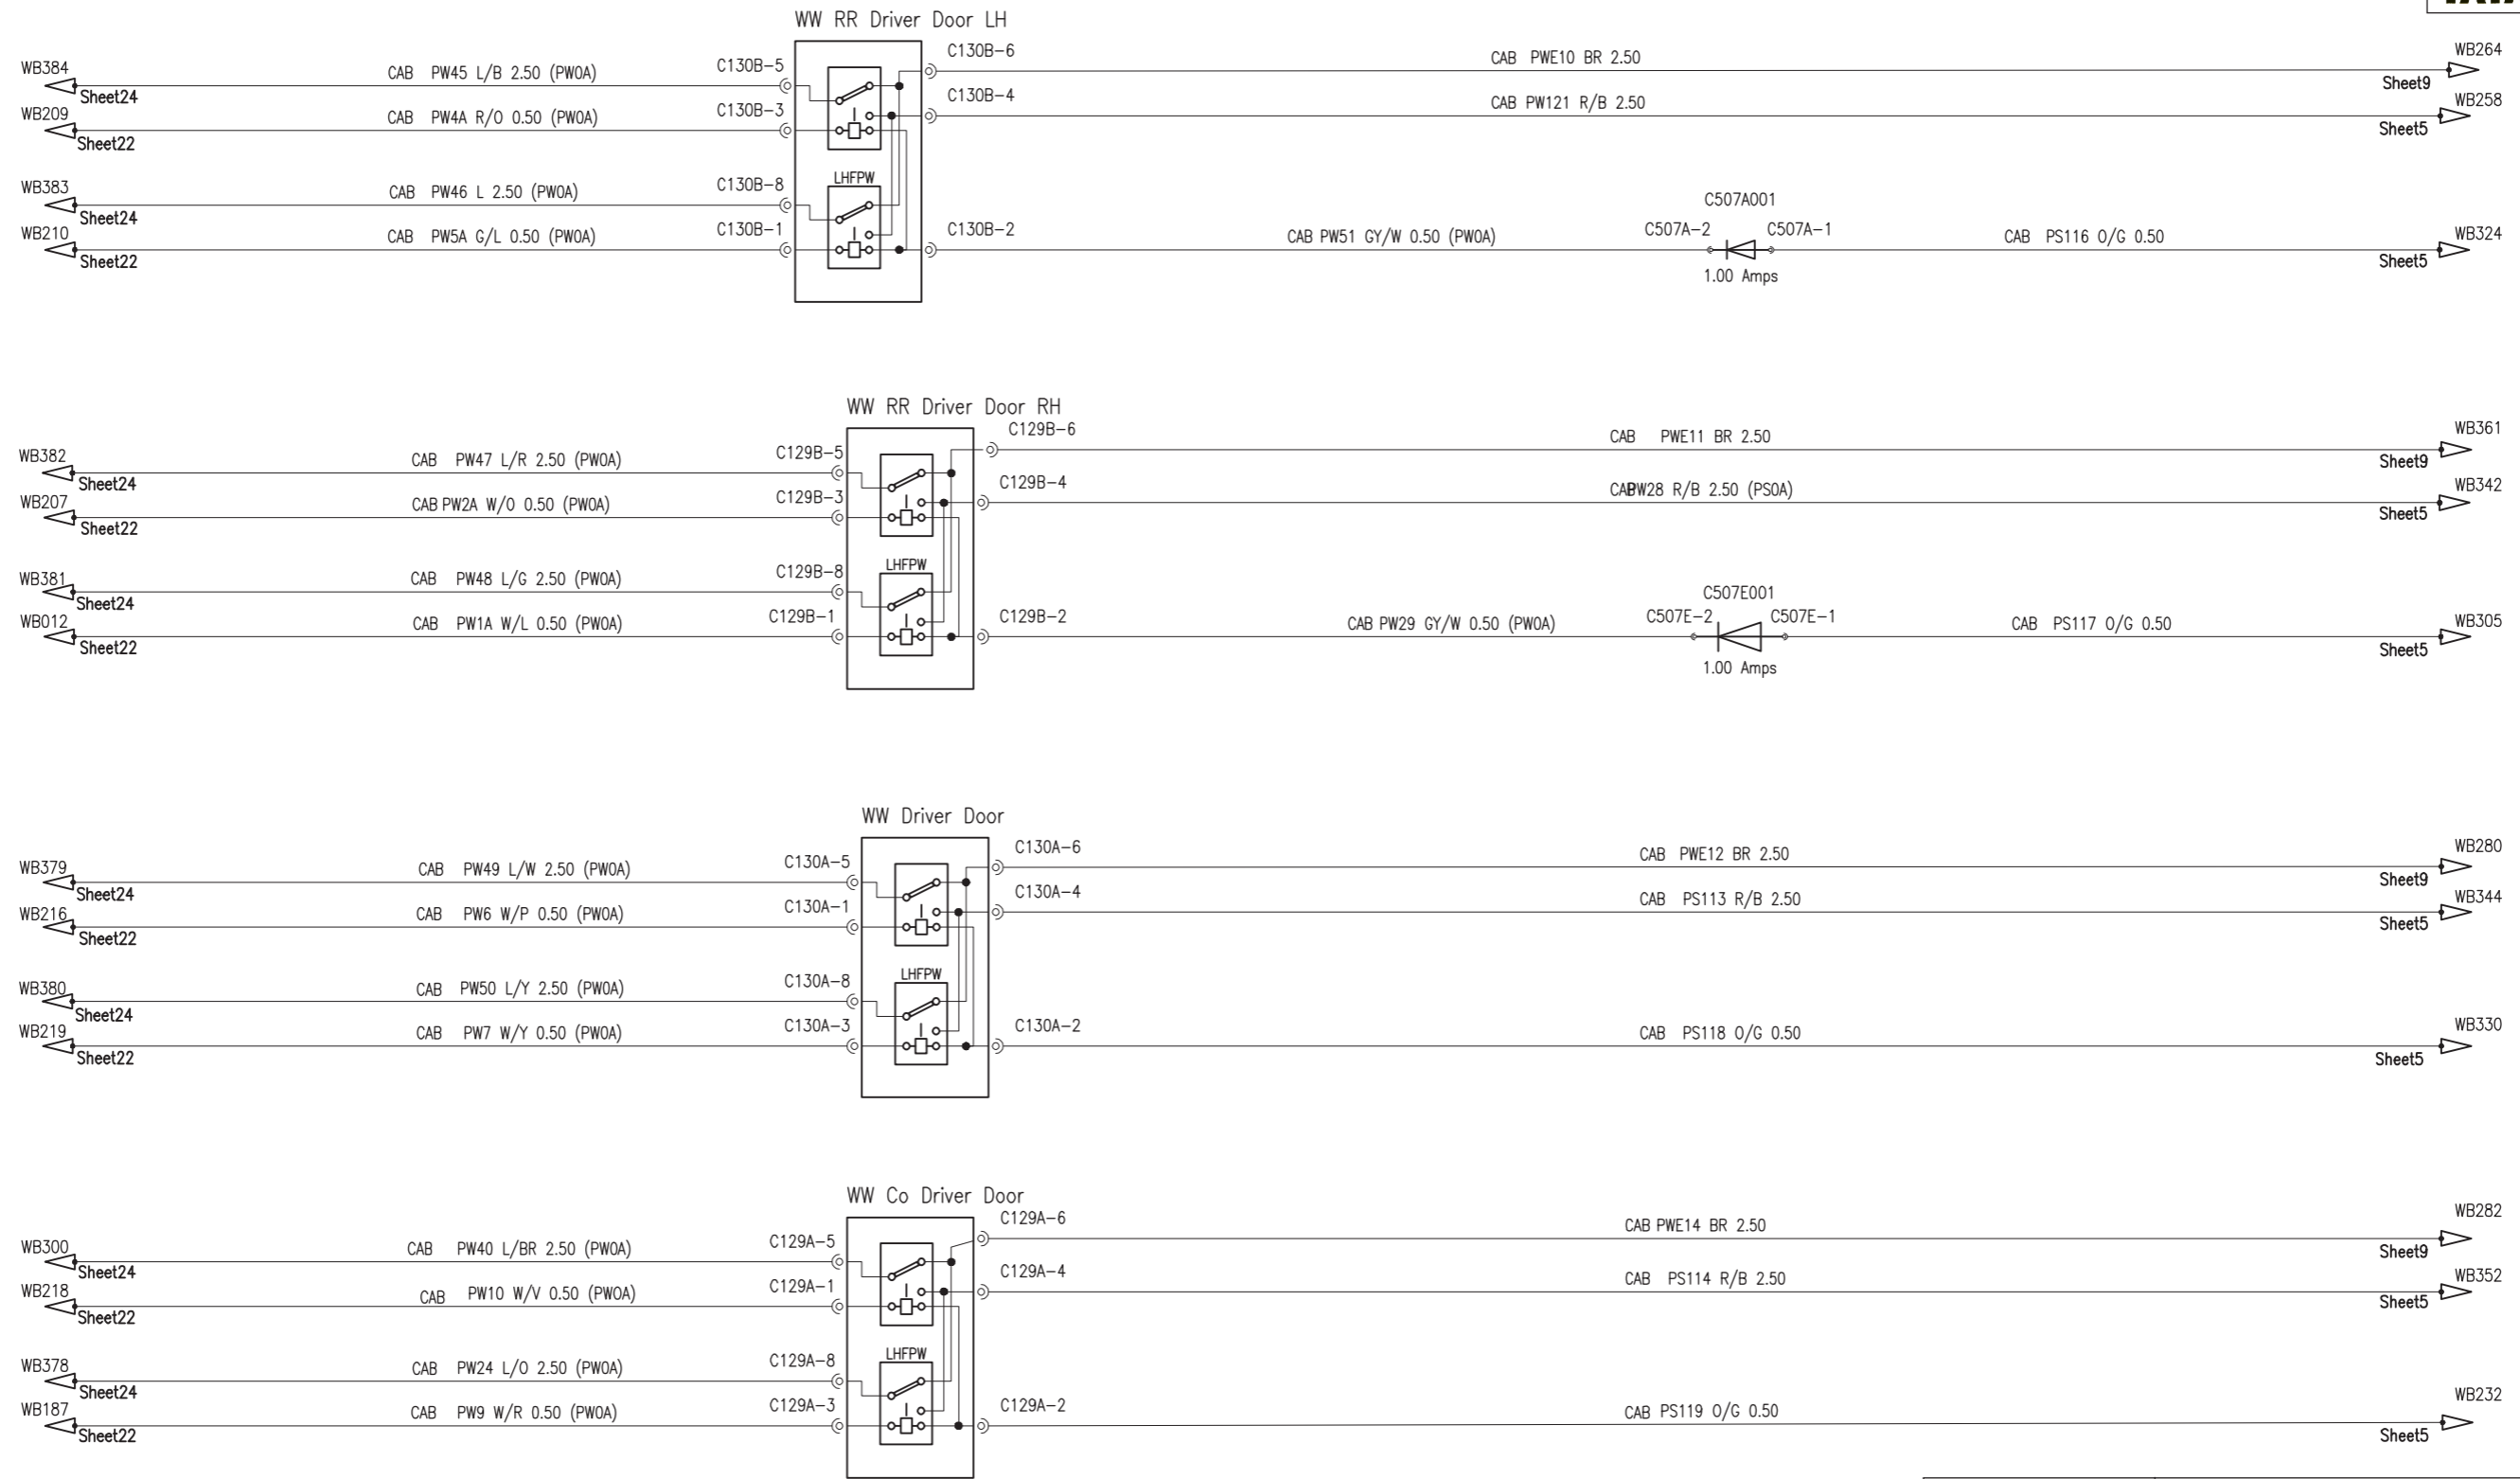 WW RR Driver Door LH
WB384 CAB PW45 L/B 2.50 (PW0A) C130B-5 C130B-6 CAB PWE10 BR 2.50 WB264
Sheet24 Sheet9
WB209 CAB PW4A R/O 0.50 (PW0A) C130B-3 C130B-4 CAB PW121 R/B 2.50 WB258
Sheet22 Sheet5
LHFPW
WB383 CAB PW46 L 2.50 (PW0A) C130B-8 C507A001
Sheet24
WB210 CAB PW5A G/L 0.50 (PW0A) C130B-1 C130B-2 CAB PW51 GY/W 0.50 (PW0A) C507A-2 C507A-1 CAB PS116 O/G 0.50 WB324
Sheet22 1.00 Amps Sheet5
WW RR Driver Door RH
WB382 CAB PW47 L/R 2.50 (PW0A) C129B-5 C129B-6 CAB PWE11 BR 2.50 WB361
Sheet24 Sheet9
WB207 CAB PW2A W/O 0.50 (PW0A) C129B-3 C129B-4 CAB PW28 R/B 2.50 (PS0A) WB342
Sheet22 Sheet5
LHFPW
WB381 CAB PW48 L/G 2.50 (PW0A) C129B-8 C507E001
Sheet24
WB012 CAB PW1A W/L 0.50 (PW0A) C129B-1 C129B-2 CAB PW29 GY/W 0.50 (PW0A) C507E-2 C507E-1 CAB PS117 O/G 0.50 WB305
Sheet22 1.00 Amps Sheet5
WW Driver Door
WB379 CAB PW49 L/W 2.50 (PW0A) C130A-5 C130A-6 CAB PWE12 BR 2.50 WB280
Sheet24 Sheet9
WB216 CAB PW6 W/P 0.50 (PW0A) C130A-1 C130A-4 CAB PS113 R/B 2.50 WB344
Sheet22 Sheet5
LHFPW
WB380 CAB PW50 L/Y 2.50 (PW0A) C130A-8
Sheet24
WB219 CAB PW7 W/Y 0.50 (PW0A) C130A-3 C130A-2 CAB PS118 O/G 0.50 WB330
Sheet22 Sheet5
WW Co Driver Door
WB300 CAB PW40 L/BR 2.50 (PW0A) C129A-5 C129A-6 CAB PWE14 BR 2.50 WB282
Sheet24 Sheet9
WB218 CAB PW10 W/V 0.50 (PW0A) C129A-1 C129A-4 CAB PS114 R/B 2.50 WB352
Sheet22 Sheet5
LHFPW
WB378 CAB PW24 L/O 2.50 (PW0A) C129A-8
Sheet24
WB187 CAB PW9 W/R 0.50 (PW0A) C129A-3 C129A-2 CAB PS119 O/G 0.50 WB232
Sheet22 Sheet5